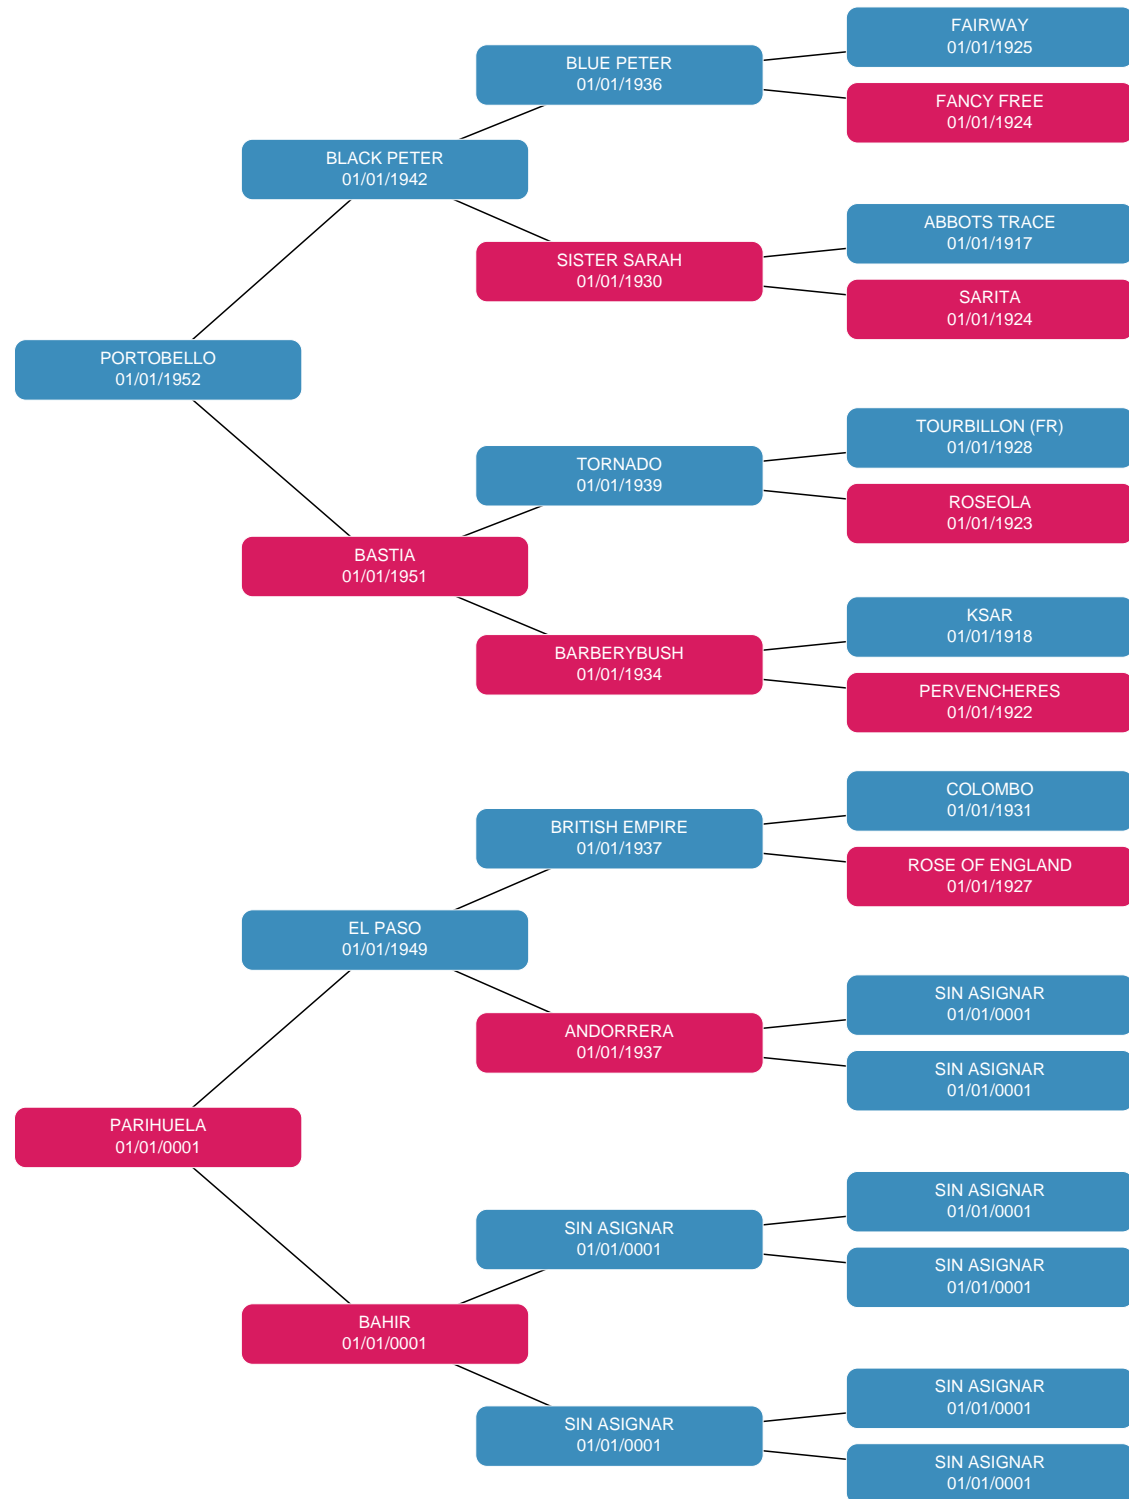 FAIRWAY
01/01/1925
BLUE PETER
01/01/1936
FANCY FREE
01/01/1924
BLACK PETER
01/01/1942
ABBOTS TRACE
01/01/1917
SISTER SARAH
01/01/1930
SARITA
01/01/1924
PORTOBELLO
01/01/1952
TOURBILLON (FR)
01/01/1928
TORNADO
01/01/1939
ROSEOLA
01/01/1923
BASTIA
01/01/1951
KSAR
01/01/1918
BARBERYBUSH
01/01/1934
PERVENCHERES
01/01/1922
COLOMBO
01/01/1931
BRITISH EMPIRE
01/01/1937
ROSE OF ENGLAND
01/01/1927
EL PASO
01/01/1949
SIN ASIGNAR
01/01/0001
ANDORRERA
01/01/1937
SIN ASIGNAR
01/01/0001
PARIHUELA
01/01/0001
SIN ASIGNAR
01/01/0001
SIN ASIGNAR
01/01/0001
SIN ASIGNAR
01/01/0001
BAHIR
01/01/0001
SIN ASIGNAR
01/01/0001
SIN ASIGNAR
01/01/0001
SIN ASIGNAR
01/01/0001